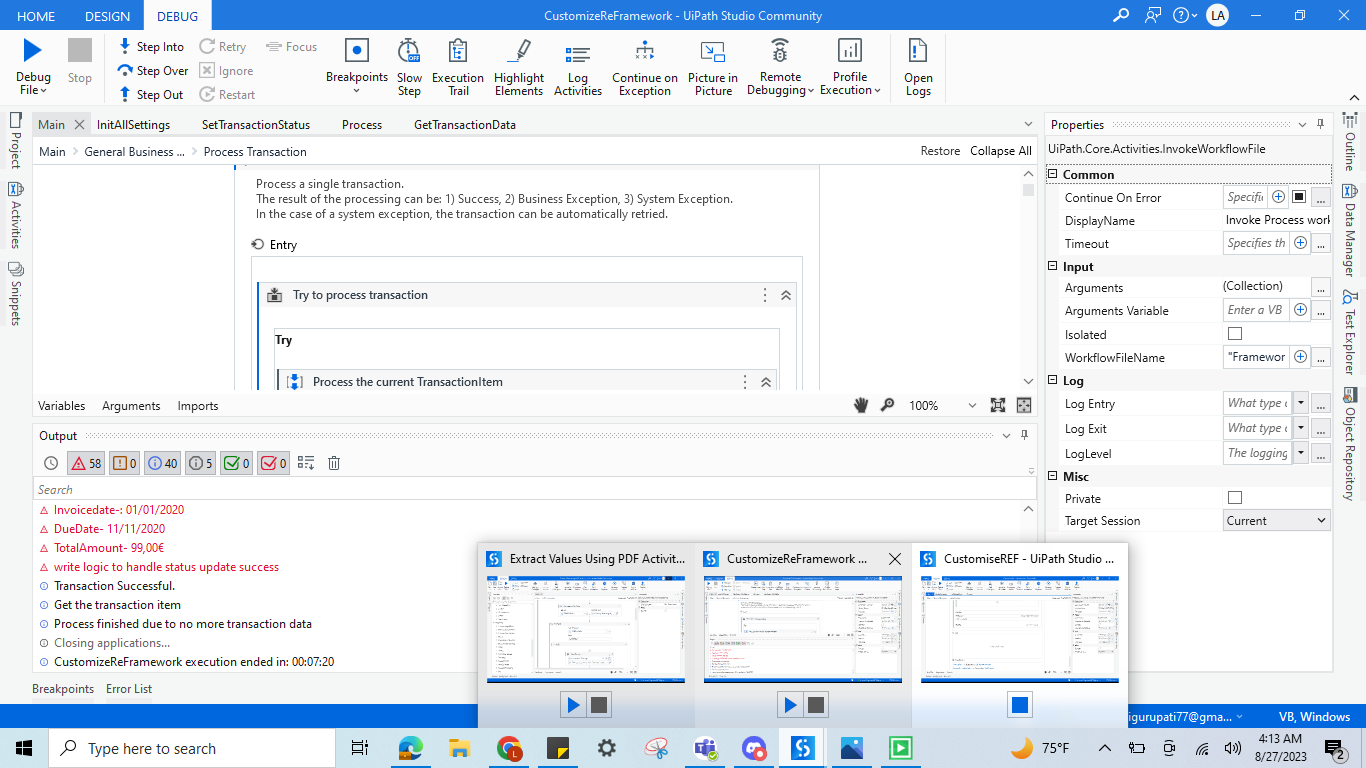 HOME DESIGN DEBUG CustomizeReFramework - UiPath Studio Community LA
Debug File Stop Step Into Step Over Step Out Retry Ignore Restart Focus Breakpoints Slow Step Execution Trail Highlight Elements Log Activities Continue on Exception Picture in Picture Remote Debugging Profile Execution Open Logs
Main InitAllSettings SetTransactionStatus Process GetTransactionData
Main General Business ... Process Transaction Restore Collapse All
Project
Activities
Snippets
Process a single transaction.
The result of the processing can be: 1) Success, 2) Business Exception, 3) System Exception.
In the case of a system exception, the transaction can be automatically retried.
Entry
Try to process transaction
Try
Process the current TransactionItem
Variables Arguments Imports 100%
Output
58 0 40 5 0 0
Search
Invoicedate-: 01/01/2020
DueDate- 11/11/2020
TotalAmount- 99,00€
write logic to handle status update success
Transaction Successful.
Get the transaction item
Process finished due to no more transaction data
Closing applications...
CustomizeReFramework execution ended in: 00:07:20
Breakpoints Error List
Properties
UiPath.Core.Activities.InvokeWorkflowFile
Common
Continue On Error Specifi ...
DisplayName Invoke Process work
Timeout Specifies th ...
Input
Arguments (Collection) ...
Arguments Variable Enter a VB ...
Isolated
WorkflowFileName "Framewor ...
Log
Log Entry What type ...
Log Exit What type ...
LogLevel The logging ...
Misc
Private
Target Session Current
Outline
Data Manager
Test Explorer
Object Repository
Extract Values Using PDF Activit... CustomizeReFramework ... CustomiseREF - UiPath Studio ...
igurupati77@gma... VB, Windows
Type here to search 75°F 4:13 AM
8/27/2023 2